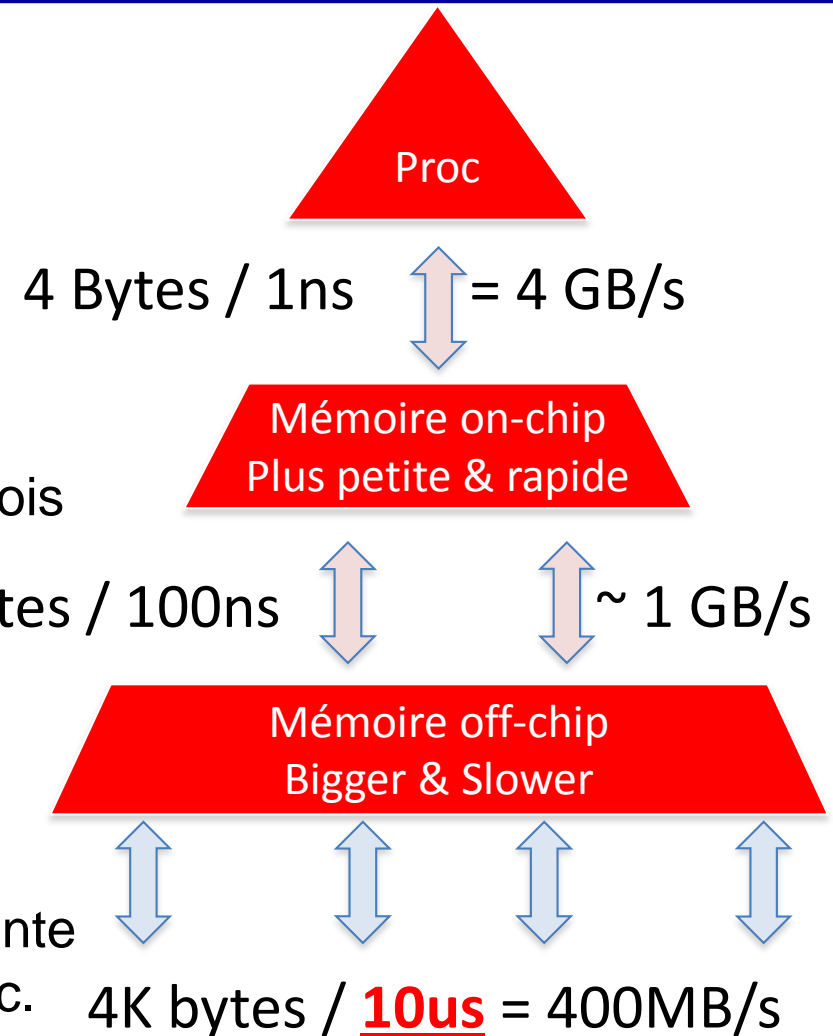 Proc
4 Bytes / 1ns = 4 GB/s
Mémoire on-chip
Plus petite & rapide
ois
tes / 100ns ~ 1 GB/s
Mémoire off-chip
Bigger & Slower
nte
c. 4K bytes / 10us = 400MB/s